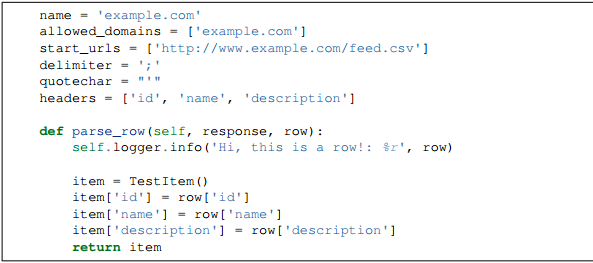 name = 'example.com'
allowed_domains = ['example.com']
start_urls = ['http://www.example.com/feed.csv']
delimiter = ';'
quotechar = "'"
headers = ['id', 'name', 'description']

def parse_row(self, response, row):
    self.logger.info('Hi, this is a row!: %r', row)

    item = TestItem()
    item['id'] = row['id']
    item['name'] = row['name']
    item['description'] = row['description']
    return item